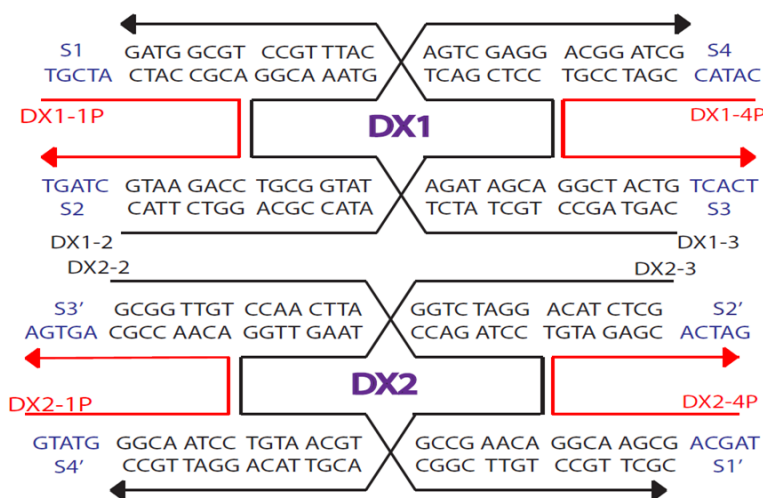 S1 GATG GCGT CCGT TTAC AGTC GAGG ACGG ATCG S4
TGCTA CTAC CGCA GGCA AATG TCAG CTCC TGCC TAGC CATAC
DX1-1P DX1 DX1-4P
TGATC GTAA GACC TGCG GTAT AGAT AGCA GGCT ACTG TCACT
S2 CATT CTGG ACGC CATA TCTA TCGT CCGA TGAC S3
DX1-2 DX1-3
DX2-2 DX2-3
S3' GCGG TTGT CCAA CTTA GGTC TAGG ACAT CTCG S2'
AGTGA CGCC AACA GGTT GAAT CCAG ATCC TGTA GAGC ACTAG
DX2-1P DX2 DX2-4P
GTATG GGCA ATCC TGTA ACGT GCCG AACA GGCA AGCG ACGAT
S4' CCGT TAGG ACAT TGCA CGGC TTGT CCGT TCGC S1'